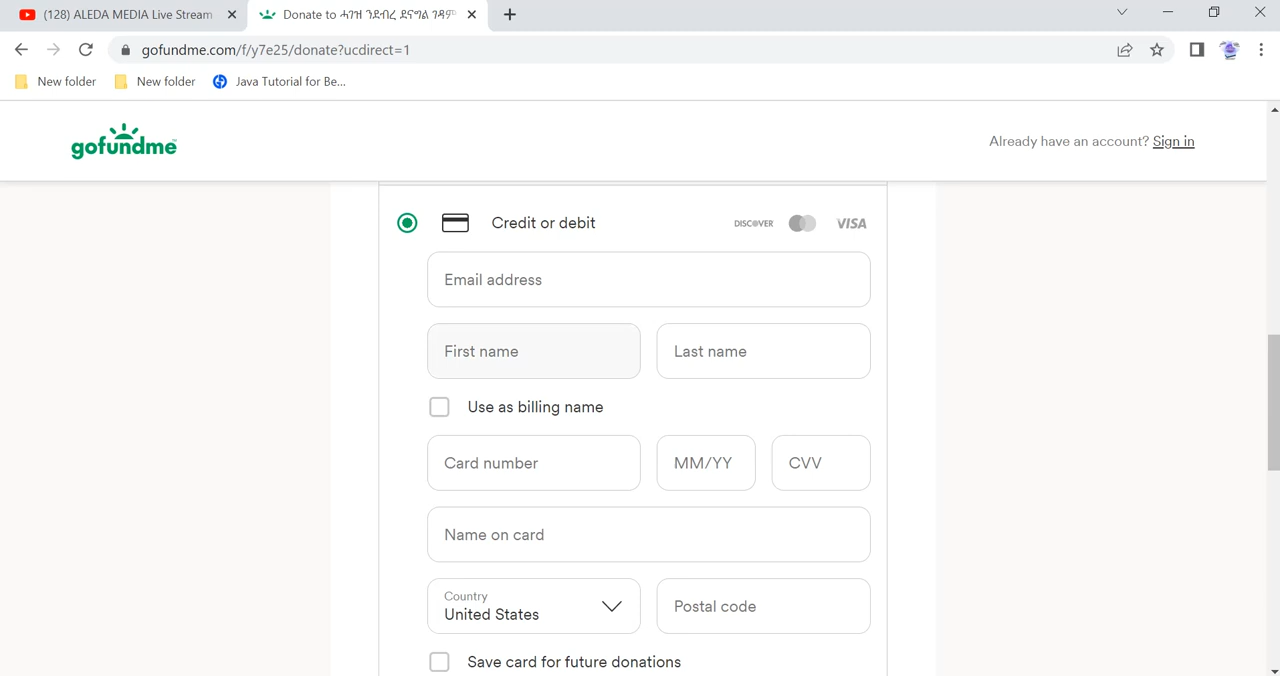 (128) ALEDA MEDIA Live Stream
Donate to ሓገዝ ንደብረ ደናግል ገዳም
gofundme.com/f/y7e25/donate?ucdirect=1
New folder
New folder
Java Tutorial for Be...
gofundme
Already have an account? Sign in
Credit or debit
DISCOVER
VISA
Email address
First name
Last name
Use as billing name
Card number
MM/YY
CVV
Name on card
Country
United States
Postal code
Save card for future donations